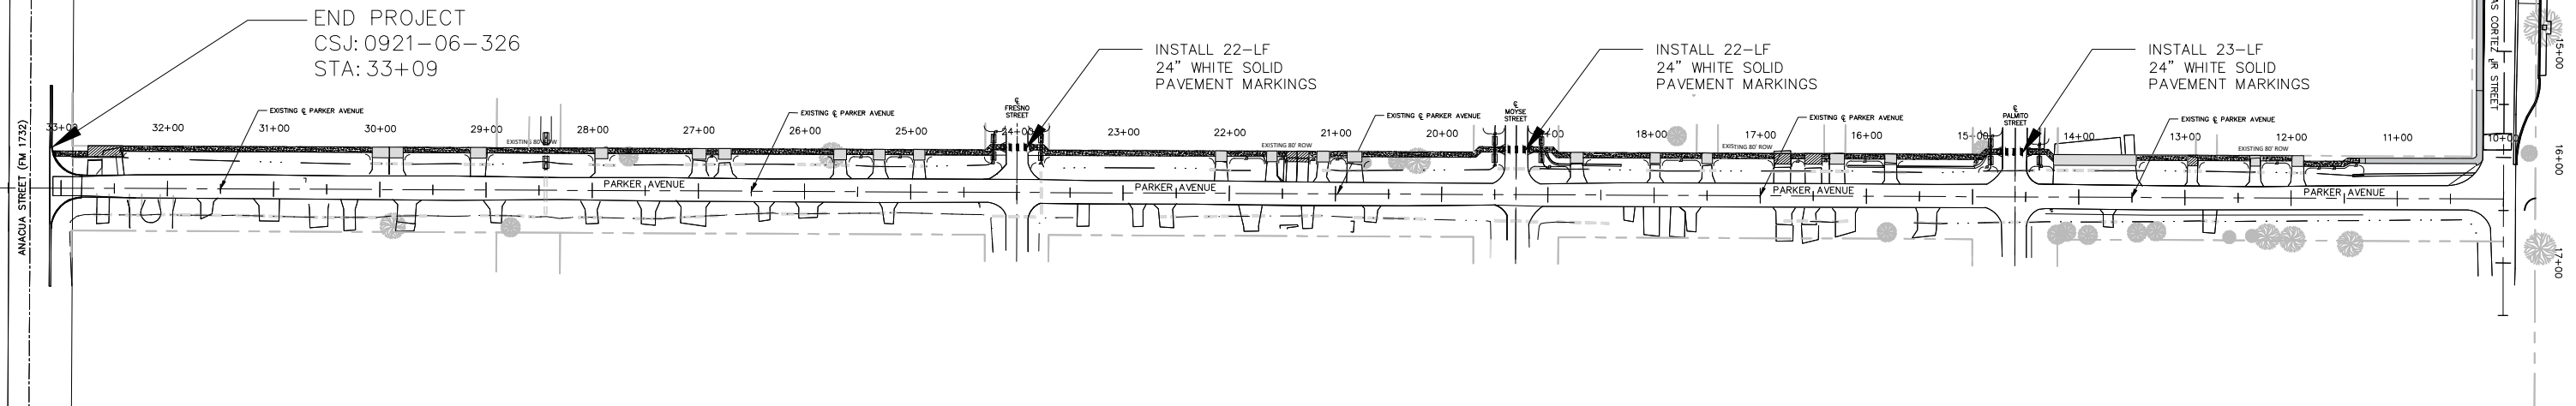 END PROJECT
CSJ: 0921-06-326
STA: 33+09
INSTALL 22-LF
24" WHITE SOLID
PAVEMENT MARKINGS
INSTALL 22-LF
24" WHITE SOLID
PAVEMENT MARKINGS
INSTALL 23-LF
24" WHITE SOLID
PAVEMENT MARKINGS
EXISTING ℄ PARKER AVENUE
EXISTING ℄ PARKER AVENUE
EXISTING ℄ PARKER AVENUE
EXISTING ℄ PARKER AVENUE
EXISTING ℄ PARKER AVENUE
℄
FRESNO
STREET
℄
MOYSE
STREET
℄
PALMITO
STREET
32+00
31+00
30+00
29+00
28+00
27+00
26+00
25+00
24+00
23+00
22+00
21+00
20+00
18+00
17+00
16+00
15+00
14+00
13+00
12+00
11+00
10+00
EXISTING 80' ROW
EXISTING 80' ROW
EXISTING 80' ROW
EXISTING 80' ROW
PARKER AVENUE
PARKER AVENUE
PARKER AVENUE
PARKER AVENUE
ANACUA STREET (FM 1732)
AS CORTEZ JR STREET
15+00
16+00
17+00